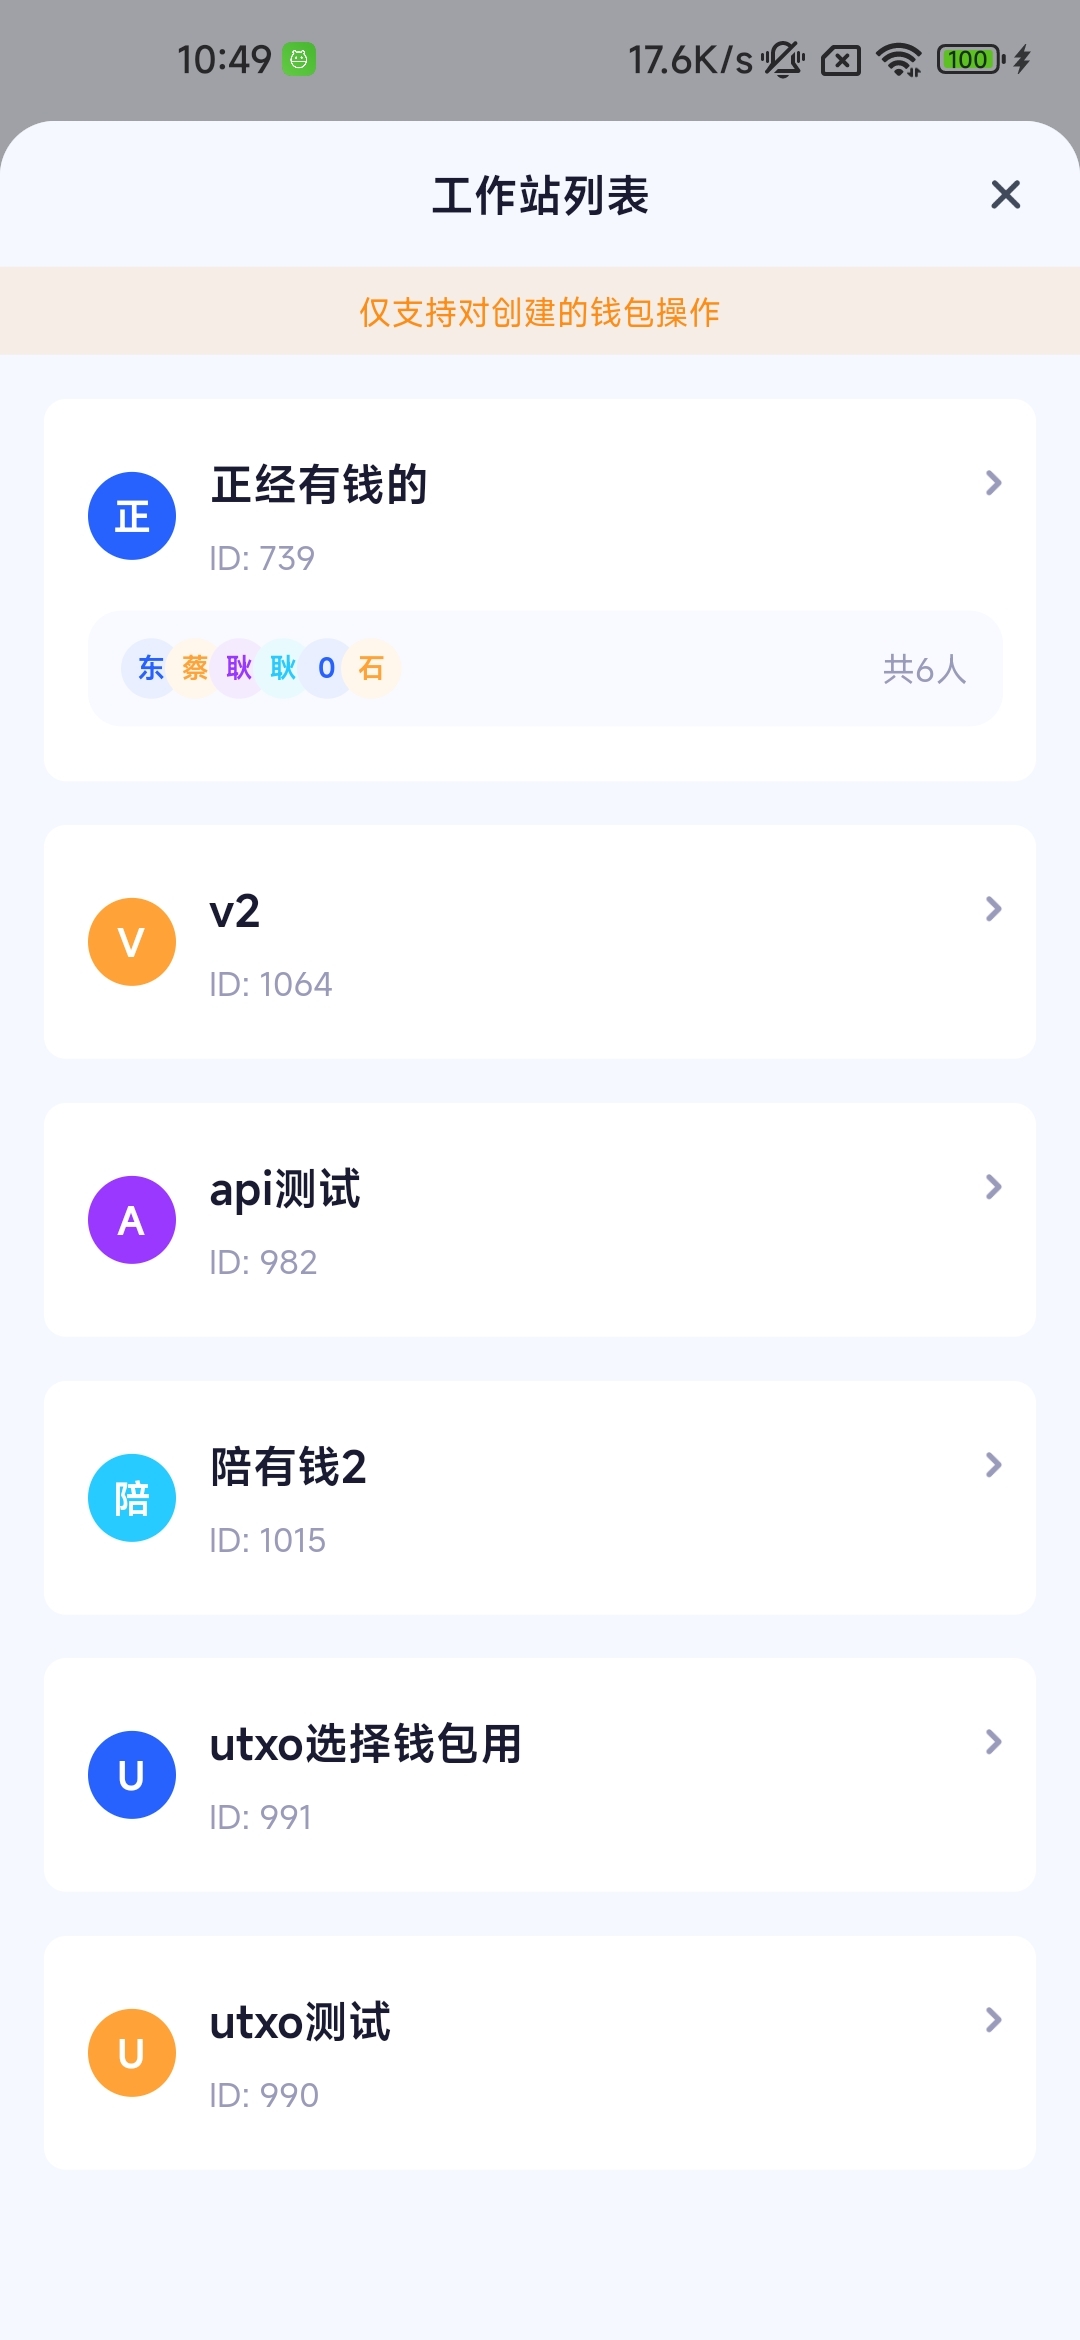 10:49
17.6K/s
100
工作站列表
仅支持对创建的钱包操作
正
正经有钱的
ID: 739
东 蔡 耿 耿 0 石
共6人
V
v2
ID: 1064
A
api测试
ID: 982
陪
陪有钱2
ID: 1015
U
utxo选择钱包用
ID: 991
U
utxo测试
ID: 990